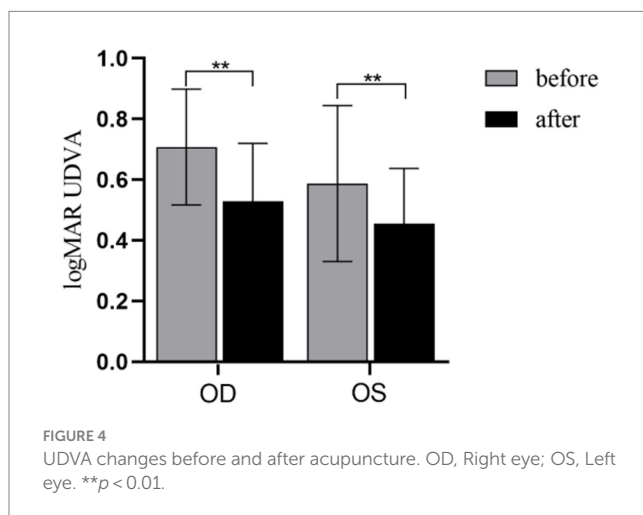 1.0
0.8
0.6
0.4
0.2
0.0
logMAR UDVA
**
**
OD
OS
before
after
FIGURE 4
UDVA changes before and after acupuncture. OD, Right eye; OS, Left
eye. **p < 0.01.